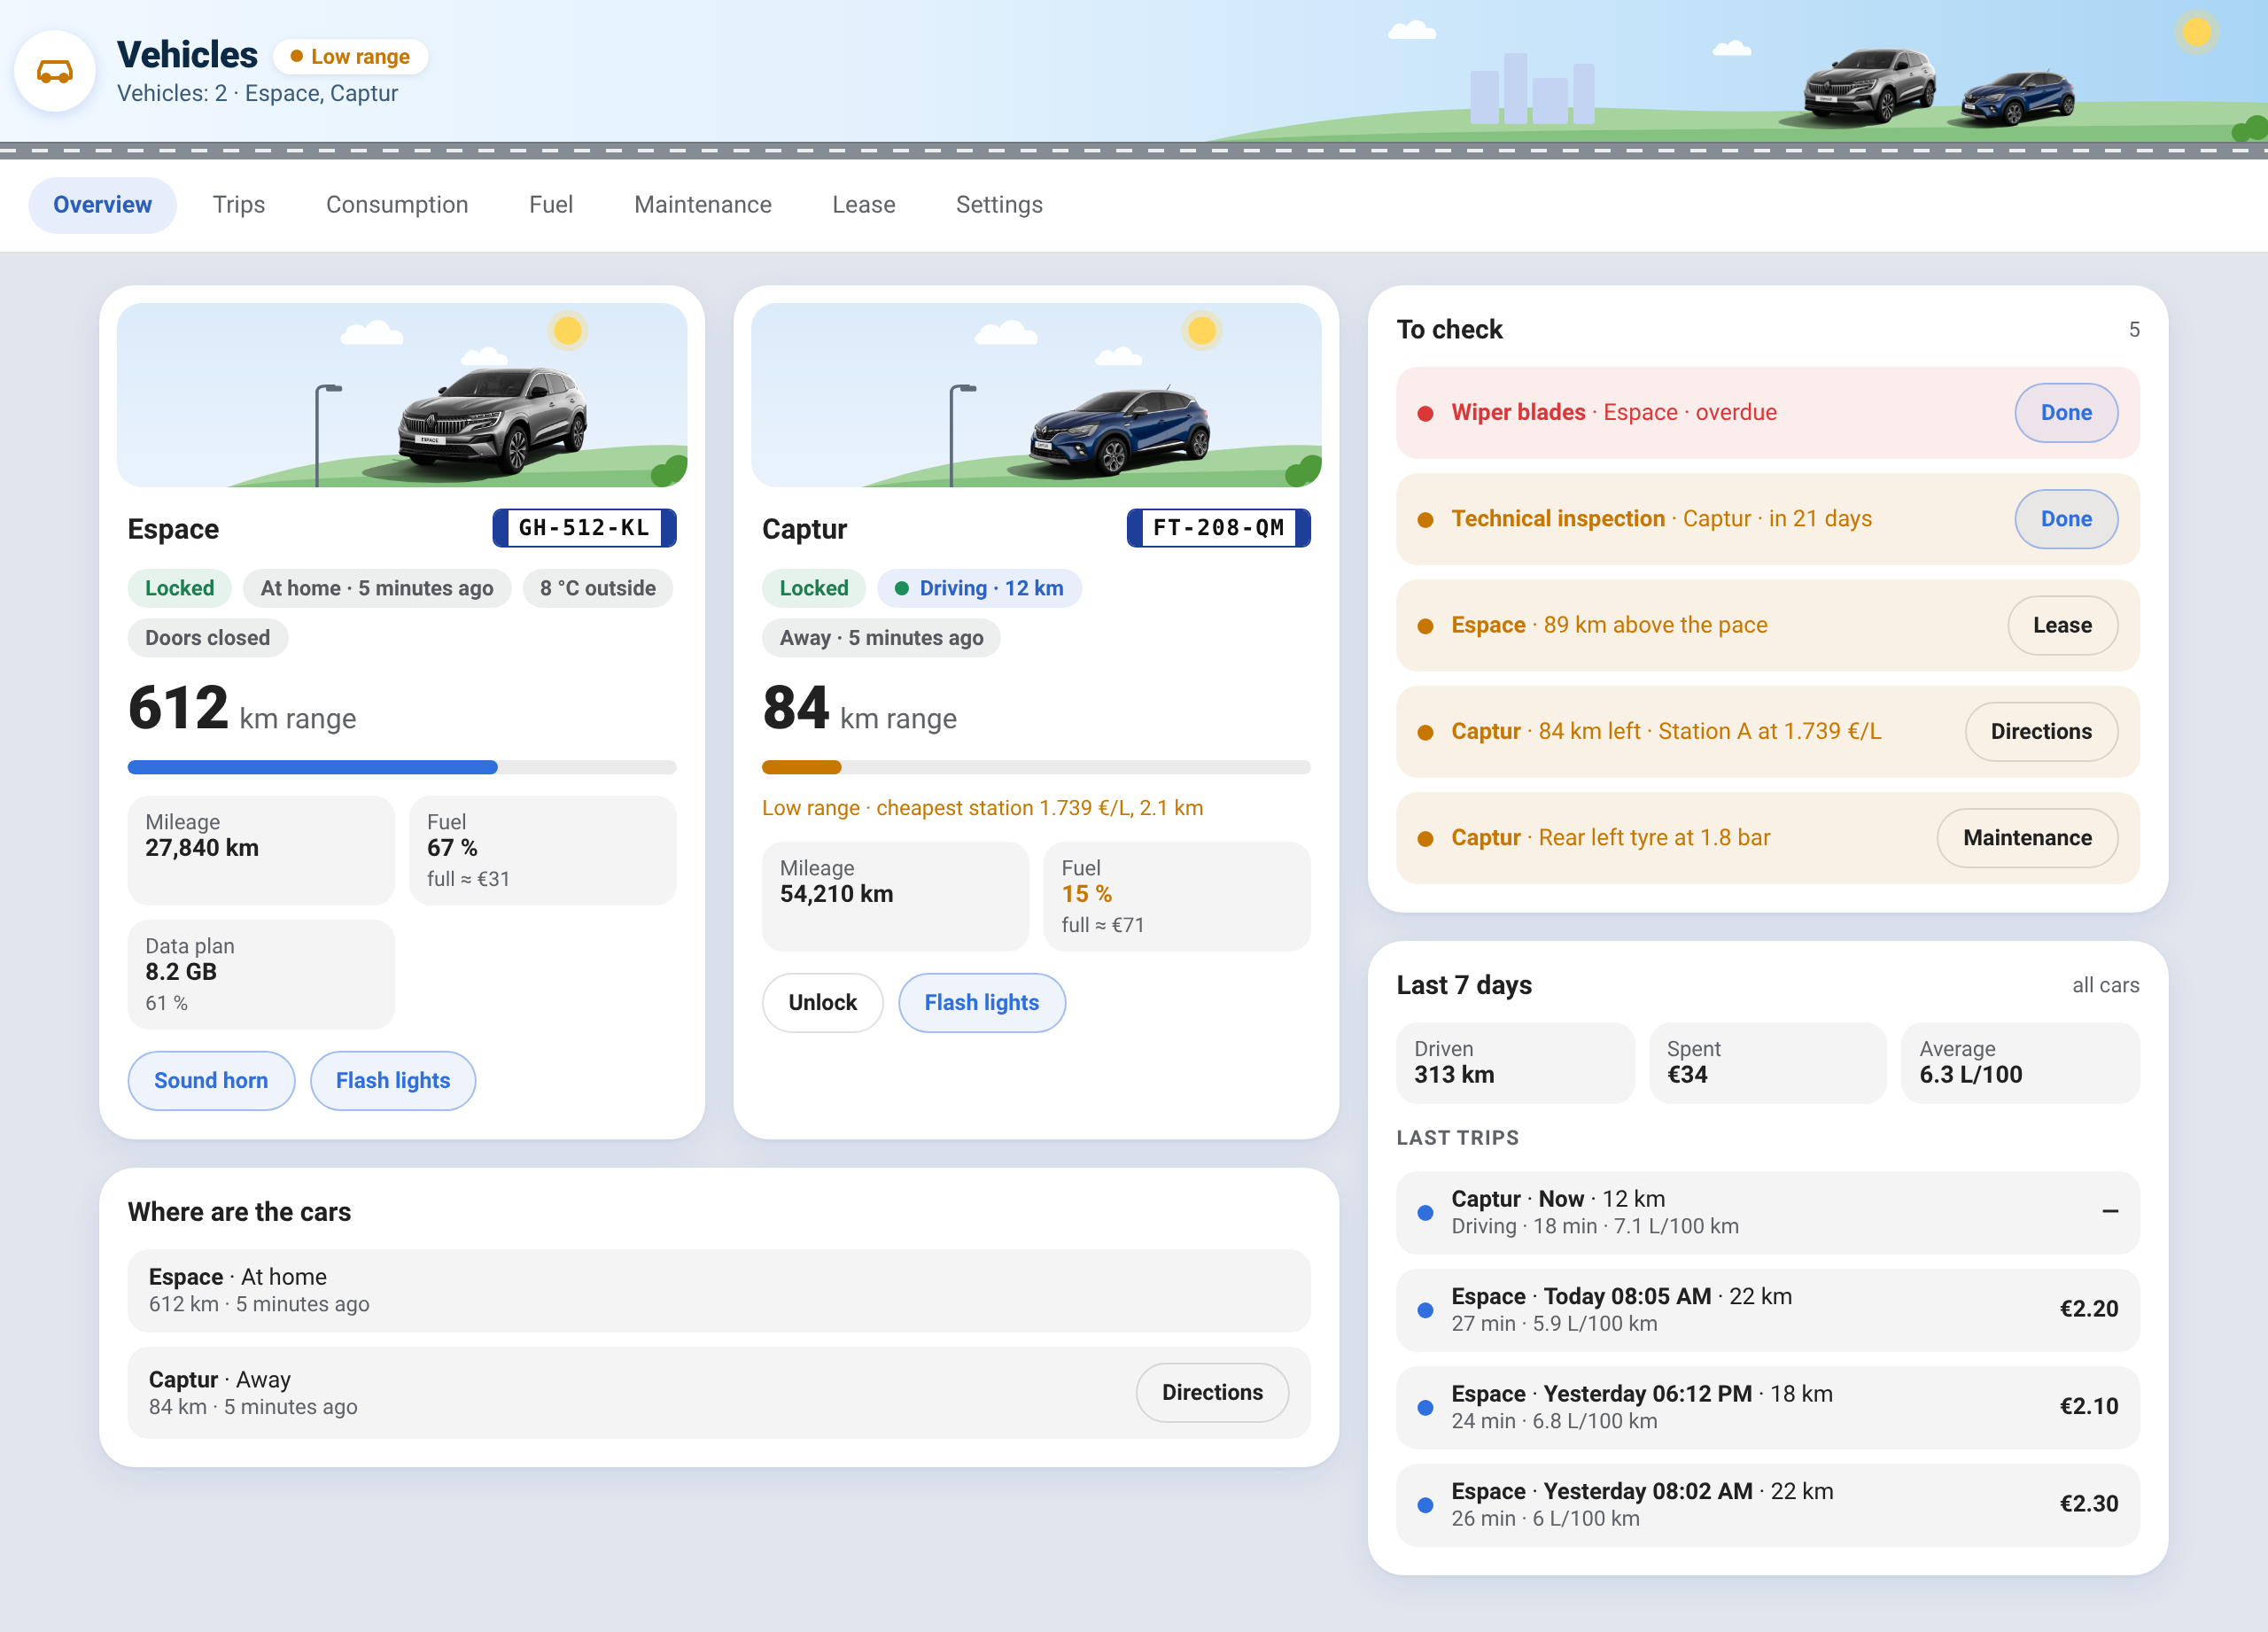 Vehicles
Low range
Vehicles: 2 · Espace, Captur
Overview
Trips
Consumption
Fuel
Maintenance
Lease
Settings
ESPACE
Espace
GH-512-KL
Locked
At home · 5 minutes ago
8 °C outside
Doors closed
612 km range
Mileage
27,840 km
Fuel
67 %
full ≈ €31
Data plan
8.2 GB
61 %
Sound horn
Flash lights
Captur
FT-208-QM
Locked
Driving · 12 km
Away · 5 minutes ago
84 km range
Low range · cheapest station 1.739 €/L, 2.1 km
Mileage
54,210 km
Fuel
15 %
full ≈ €71
Unlock
Flash lights
Where are the cars
Espace · At home
612 km · 5 minutes ago
Captur · Away
84 km · 5 minutes ago
Directions
To check
5
Wiper blades · Espace · overdue
Done
Technical inspection · Captur · in 21 days
Done
Espace · 89 km above the pace
Lease
Captur · 84 km left · Station A at 1.739 €/L
Directions
Captur · Rear left tyre at 1.8 bar
Maintenance
Last 7 days
all cars
Driven
313 km
Spent
€34
Average
6.3 L/100
LAST TRIPS
Captur · Now · 12 km
Driving · 18 min · 7.1 L/100 km
–
Espace · Today 08:05 AM · 22 km
27 min · 5.9 L/100 km
€2.20
Espace · Yesterday 06:12 PM · 18 km
24 min · 6.8 L/100 km
€2.10
Espace · Yesterday 08:02 AM · 22 km
26 min · 6 L/100 km
€2.30